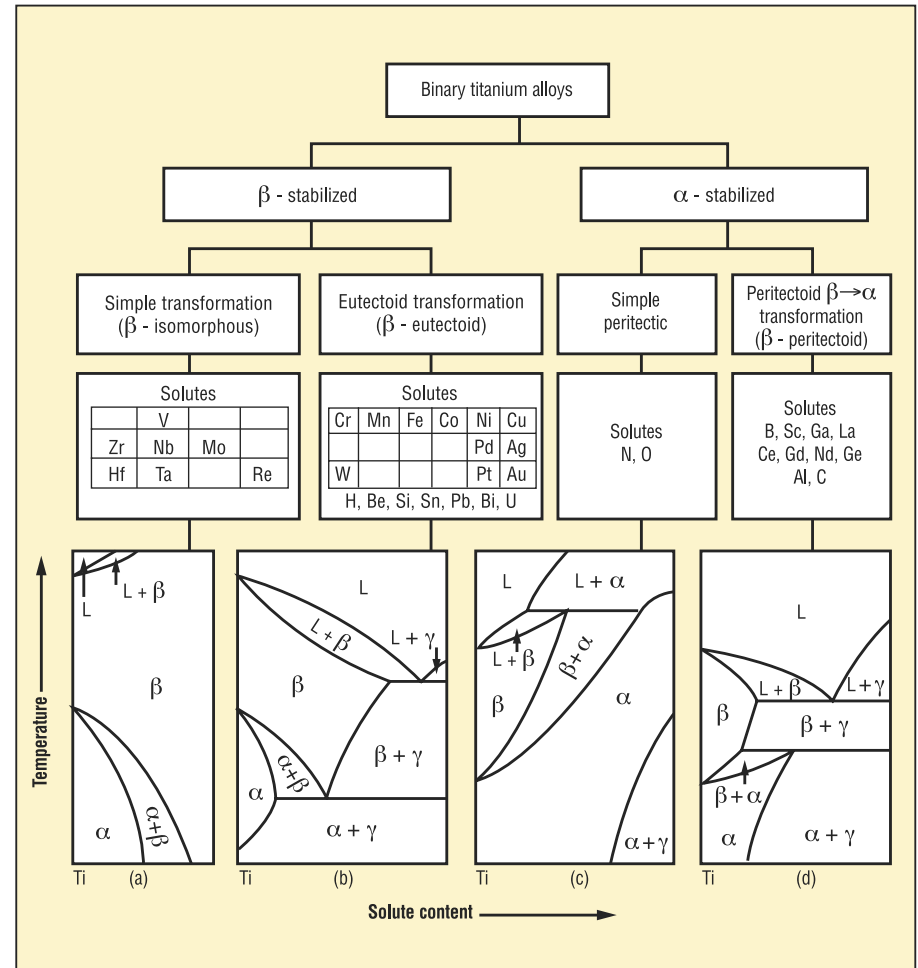 Binary titanium alloys
β - stabilized
α - stabilized
Simple transformation
(β - isomorphous)
Eutectoid transformation
(β - eutectoid)
Simple
peritectic
Peritectoid β→α
transformation
(β - peritectoid)
Solutes
V
Zr Nb Mo
Hf Ta Re
Solutes
Cr Mn Fe Co Ni Cu
Pd Ag
W Pt Au
H, Be, Si, Sn, Pb, Bi, U
Solutes
N, O
Solutes
B, Sc, Ga, La
Ce, Gd, Nd, Ge
Al, C
Temperature
L
L + β
β
α
α+β
L
L + β
L + γ
β
α+β
α
β + γ
α + γ
L
L + α
L + β
β
β+α
α
α + γ
L
L + β
L + γ
β
β + γ
β + α
α
α + γ
Ti (a)
Ti (b)
Ti (c)
Ti (d)
Solute content